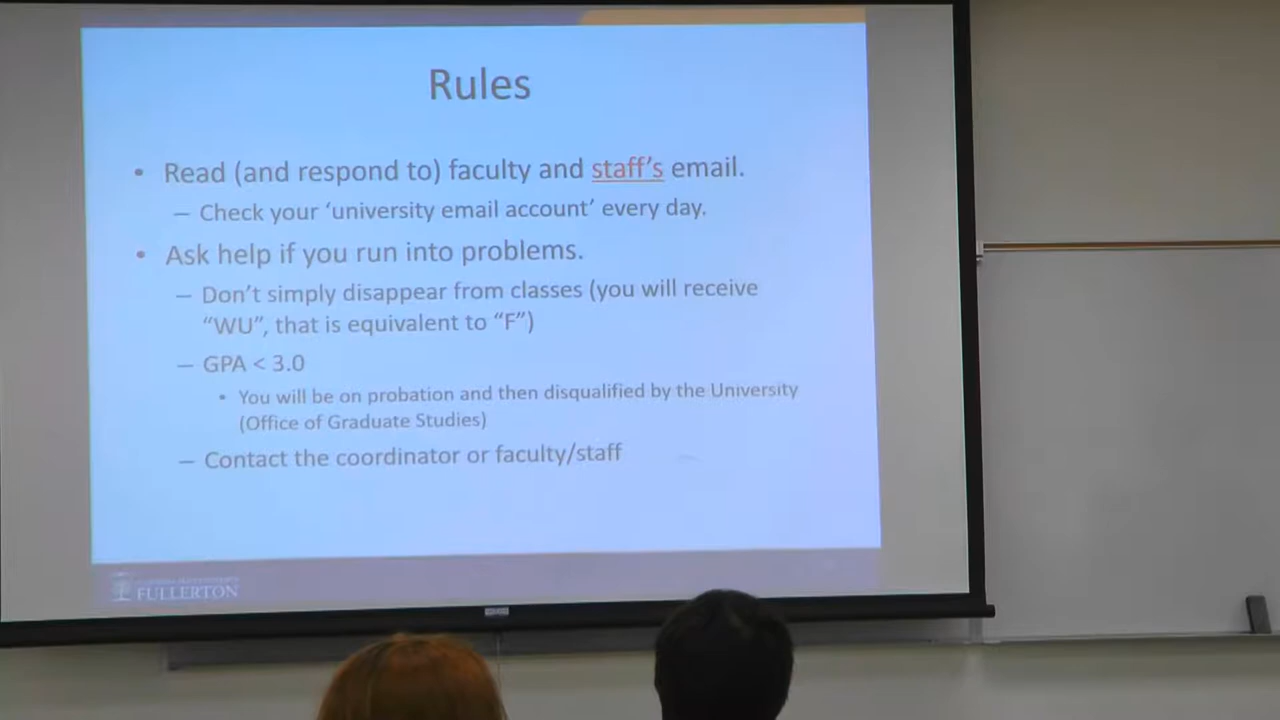 Rules
• Read (and respond to) faculty and staff’s email.
– Check your ‘university email account’ every day.
• Ask help if you run into problems.
– Don’t simply disappear from classes (you will receive
“WU”, that is equivalent to “F”)
– GPA < 3.0
• You will be on probation and then disqualified by the University
(Office of Graduate Studies)
– Contact the coordinator or faculty/staff
FULLERTON